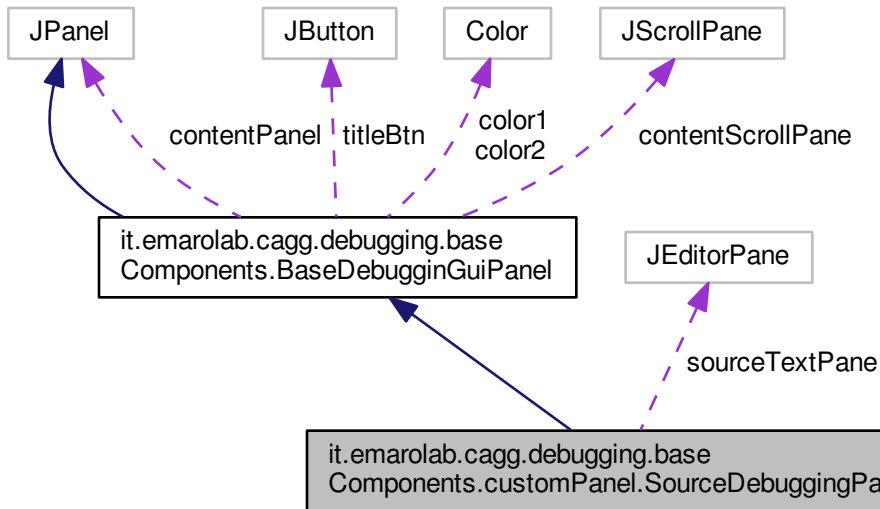 JPanel
JButton
Color
JScrollPane
contentPanel
titleBtn
color1
color2
contentScrollPane
it.emarolab.cagg.debugging.base
Components.BaseDebugginGuiPanel
JEditorPane
sourceTextPane
it.emarolab.cagg.debugging.base
Components.customPanel.SourceDebuggingPa